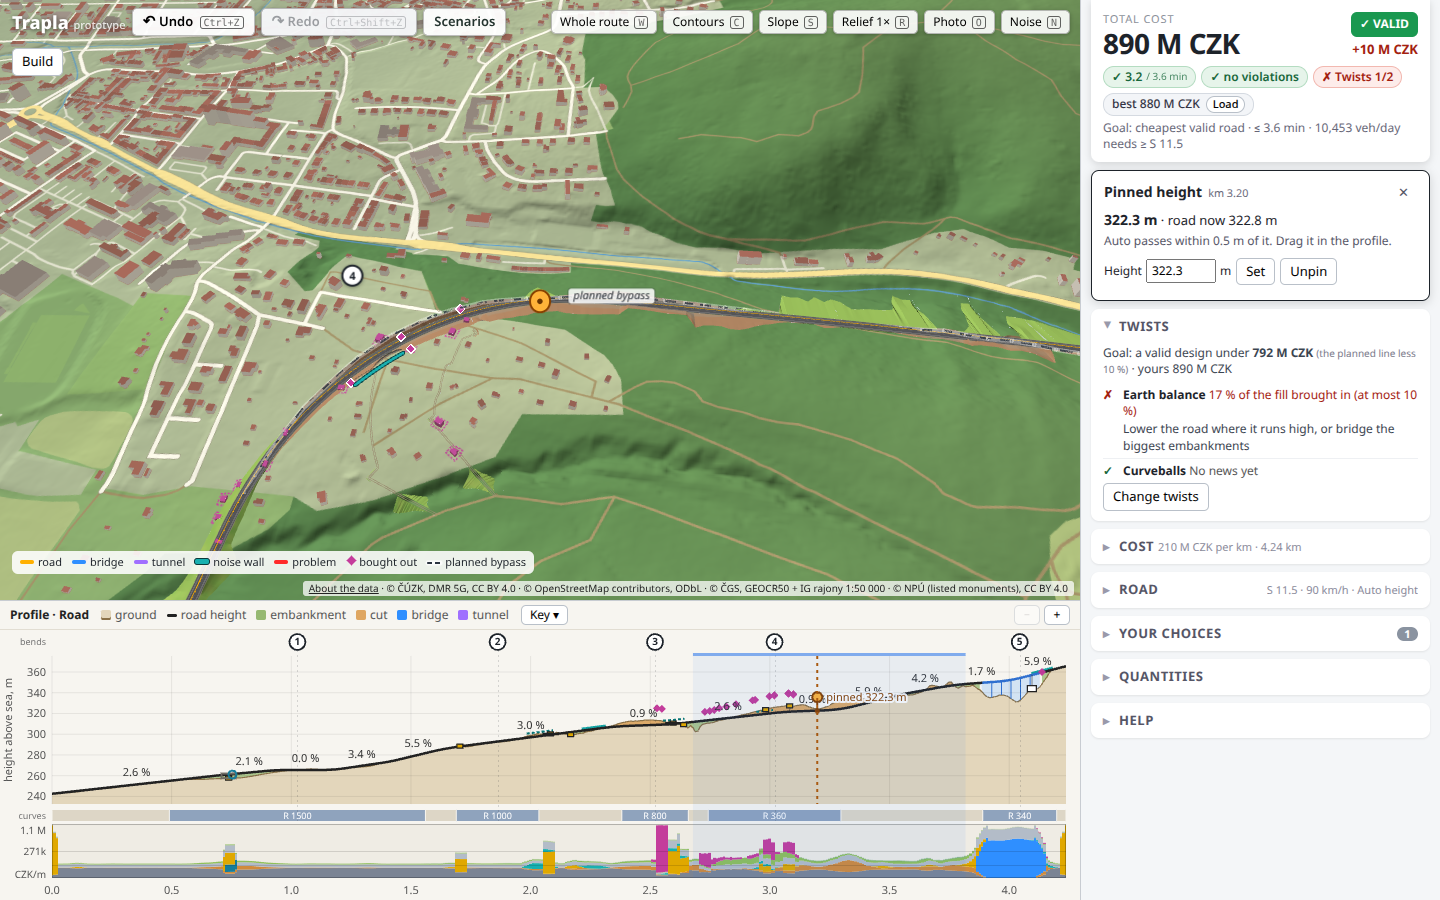 Trapla prototype
↶ Undo Ctrl+Z
↷ Redo Ctrl+Shift+Z
Scenarios
Whole route W
Contours C
Slope S
Relief 1× R
Photo O
Noise N
Build
4
planned bypass
road
bridge
tunnel
noise wall
problem
bought out
planned bypass
About the data · © ČÚZK, DMR 5G, CC BY 4.0 · © OpenStreetMap contributors, ODbL · © ČGS, GEOCR50 + IG rajony 1:50 000 · © NPÚ (listed monuments), CC BY 4.0
Profile · Road
ground
road height
embankment
cut
bridge
tunnel
Key ▾
−
+
bends
1 2 3 4 5
height above sea, m
360
340
320
300
280
260
240
2.6 %
2.1 %
0.0 %
3.4 %
5.5 %
3.0 %
0.9 %
2.6 %
pinned 322.3 m
4.2 %
1.7 %
5.9 %
curves
R 1500
R 1000
R 800
R 360
R 340
1.1 M
271k
CZK/m
0.0 0.5 1.0 1.5 2.0 2.5 3.0 3.5 4.0
TOTAL COST
✓ VALID
890 M CZK
+10 M CZK
✓ 3.2 / 3.6 min
✓ no violations
✗ Twists 1/2
best 880 M CZK Load
Goal: cheapest valid road · ≤ 3.6 min · 10,453 veh/day
needs ≥ S 11.5
Pinned height km 3.20
×
322.3 m · road now 322.8 m
Auto passes within 0.5 m of it. Drag it in the profile.
Height 322.3 m Set Unpin
▼ TWISTS
Goal: a valid design under 792 M CZK (the planned line less
10 %) · yours 890 M CZK
✗ Earth balance 17 % of the fill brought in (at most 10
%)
Lower the road where it runs high, or bridge the
biggest embankments
✓ Curveballs No news yet
Change twists
▶ COST 210 M CZK per km · 4.24 km
▶ ROAD S 11.5 · 90 km/h · Auto height
▶ YOUR CHOICES 1
▶ QUANTITIES
▶ HELP